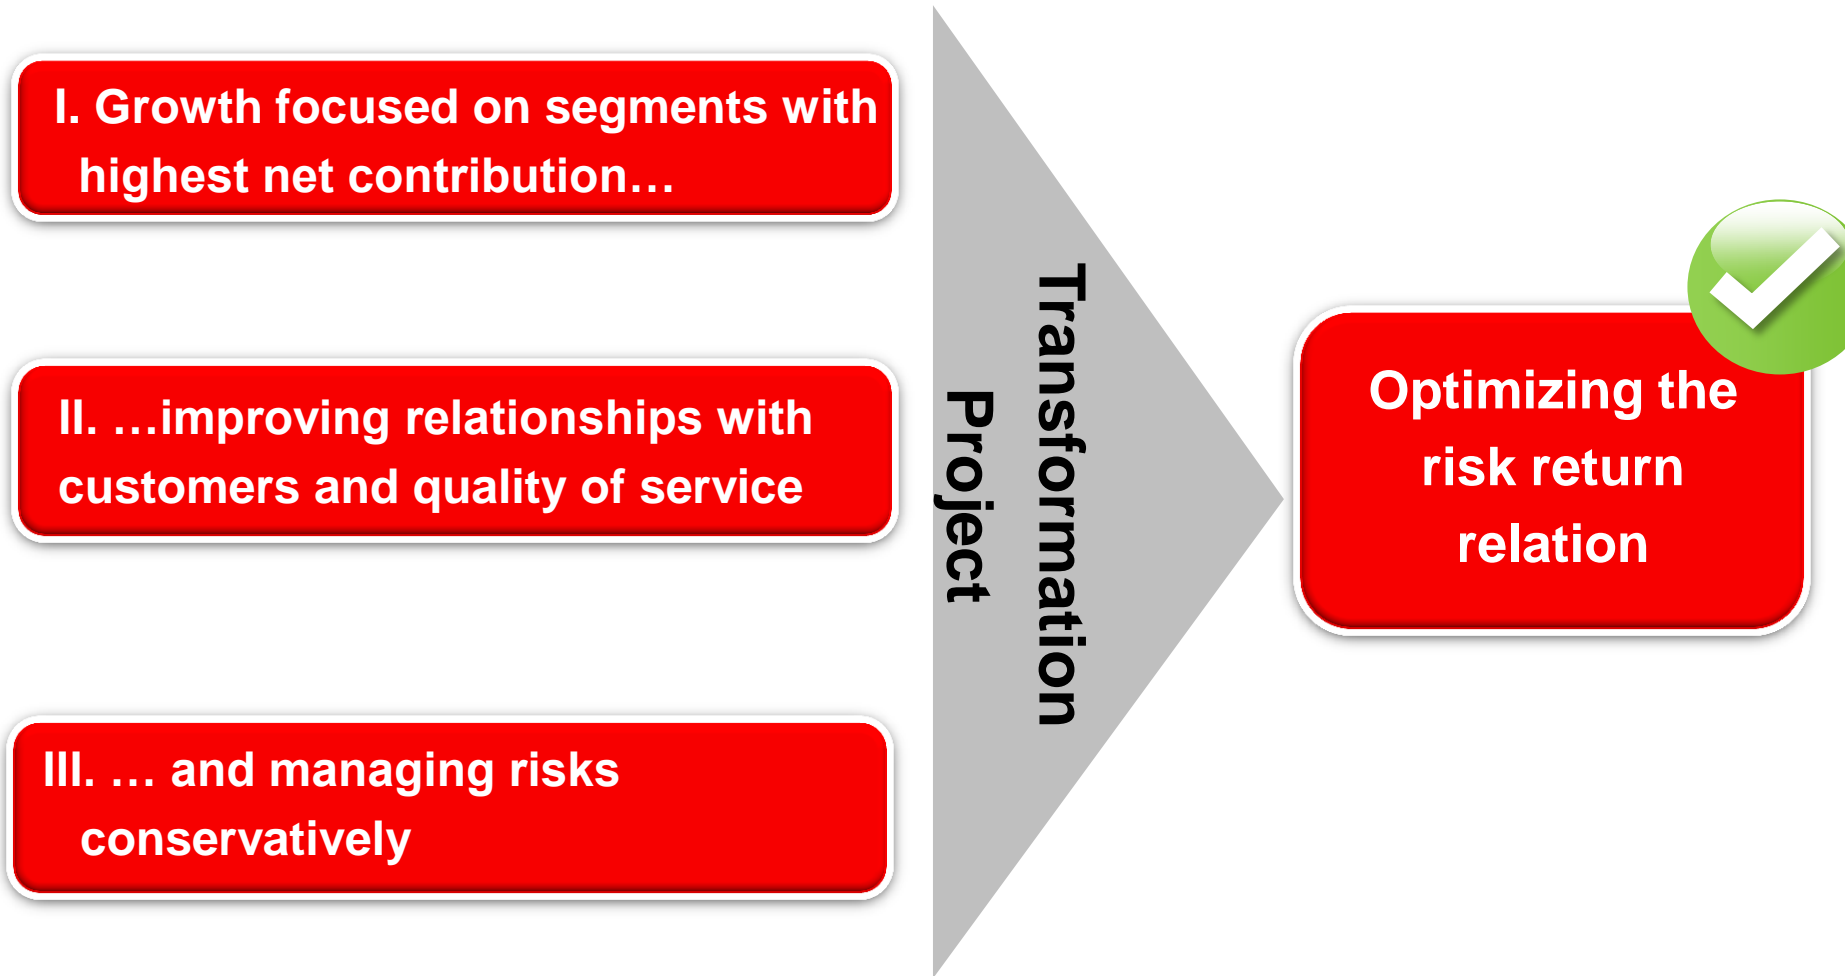 I. Growth focused on segments with
highest net contribution…
II. …improving relationships with
customers and quality of service
III. … and managing risks
conservatively
Transformation
Project
Optimizing the
risk return
relation